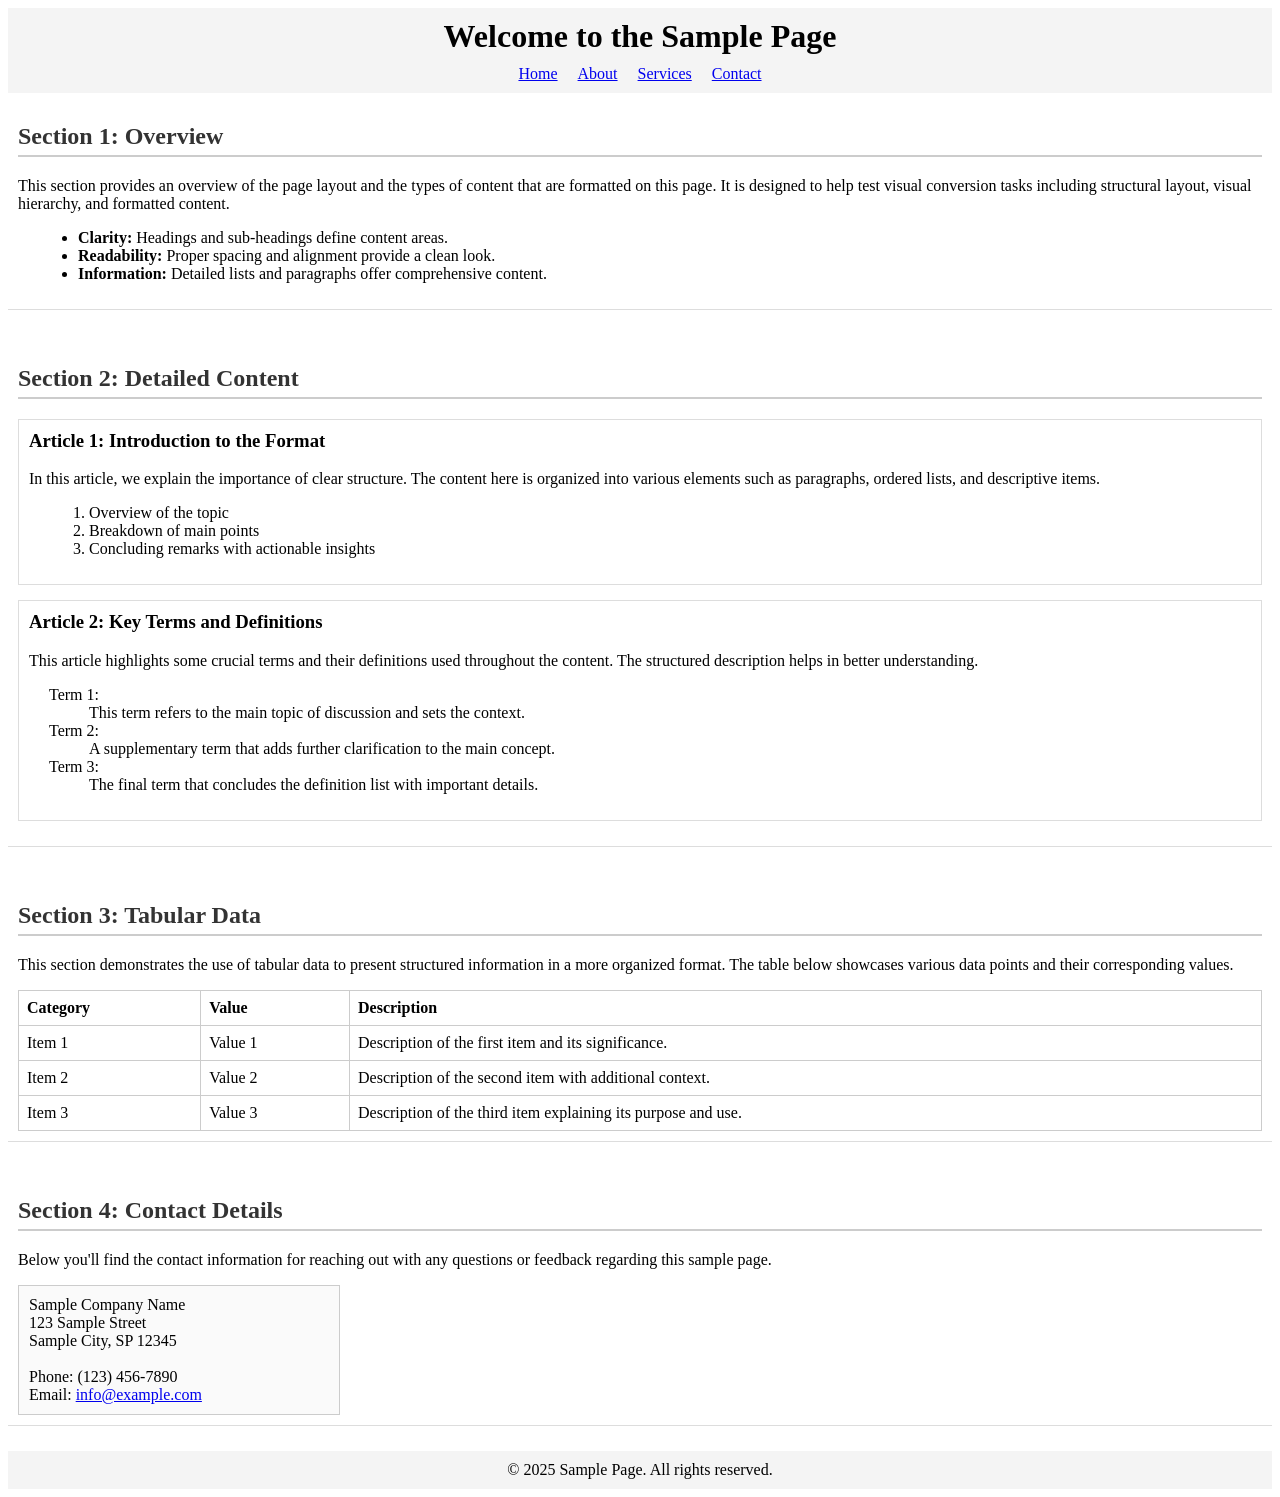 Welcome to the Sample Page
Home About Services Contact
Section 1: Overview
This section provides an overview of the page layout and the types of content that are formatted on this page. It is designed to help test visual conversion tasks including structural layout, visual
hierarchy, and formatted content.
• Clarity: Headings and sub-headings define content areas.
• Readability: Proper spacing and alignment provide a clean look.
• Information: Detailed lists and paragraphs offer comprehensive content.
Section 2: Detailed Content
Article 1: Introduction to the Format
In this article, we explain the importance of clear structure. The content here is organized into various elements such as paragraphs, ordered lists, and descriptive items.
1. Overview of the topic
2. Breakdown of main points
3. Concluding remarks with actionable insights
Article 2: Key Terms and Definitions
This article highlights some crucial terms and their definitions used throughout the content. The structured description helps in better understanding.
Term 1:
This term refers to the main topic of discussion and sets the context.
Term 2:
A supplementary term that adds further clarification to the main concept.
Term 3:
The final term that concludes the definition list with important details.
Section 3: Tabular Data
This section demonstrates the use of tabular data to present structured information in a more organized format. The table below showcases various data points and their corresponding values.
Category Value Description
Item 1 Value 1 Description of the first item and its significance.
Item 2 Value 2 Description of the second item with additional context.
Item 3 Value 3 Description of the third item explaining its purpose and use.
Section 4: Contact Details
Below you'll find the contact information for reaching out with any questions or feedback regarding this sample page.
Sample Company Name
123 Sample Street
Sample City, SP 12345
Phone: (123) 456-7890
Email: info@example.com
© 2025 Sample Page. All rights reserved.